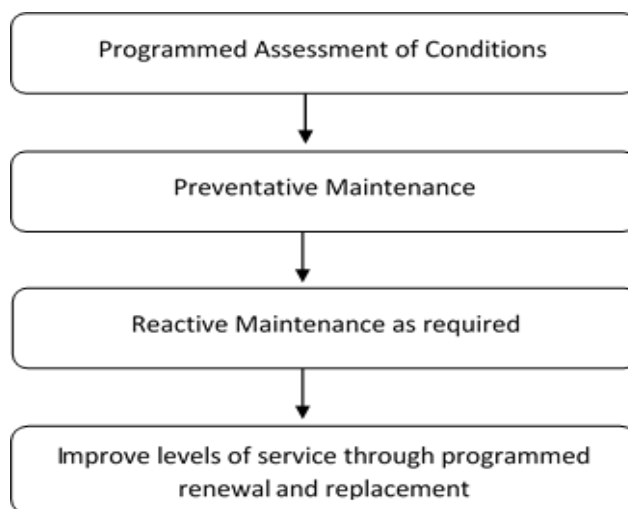 Programmed Assessment of Conditions
Preventative Maintenance
Reactive Maintenance as required
Improve levels of service through programmed
renewal and replacement